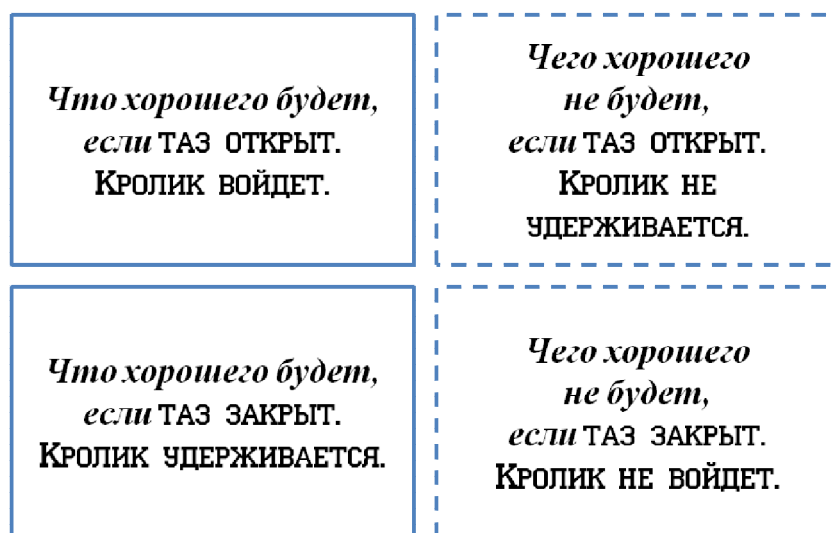 Что хорошего будет,
если ТАЗ ОТКРЫТ.
КРОЛИК ВОЙДЕТ.
Чего хорошего
не будет,
если ТАЗ ОТКРЫТ.
КРОЛИК НЕ
УДЕРЖИВАЕТСЯ.
Что хорошего будет,
если ТАЗ ЗАКРЫТ.
КРОЛИК УДЕРЖИВАЕТСЯ.
Чего хорошего
не будет,
если ТАЗ ЗАКРЫТ.
КРОЛИК НЕ ВОЙДЕТ.